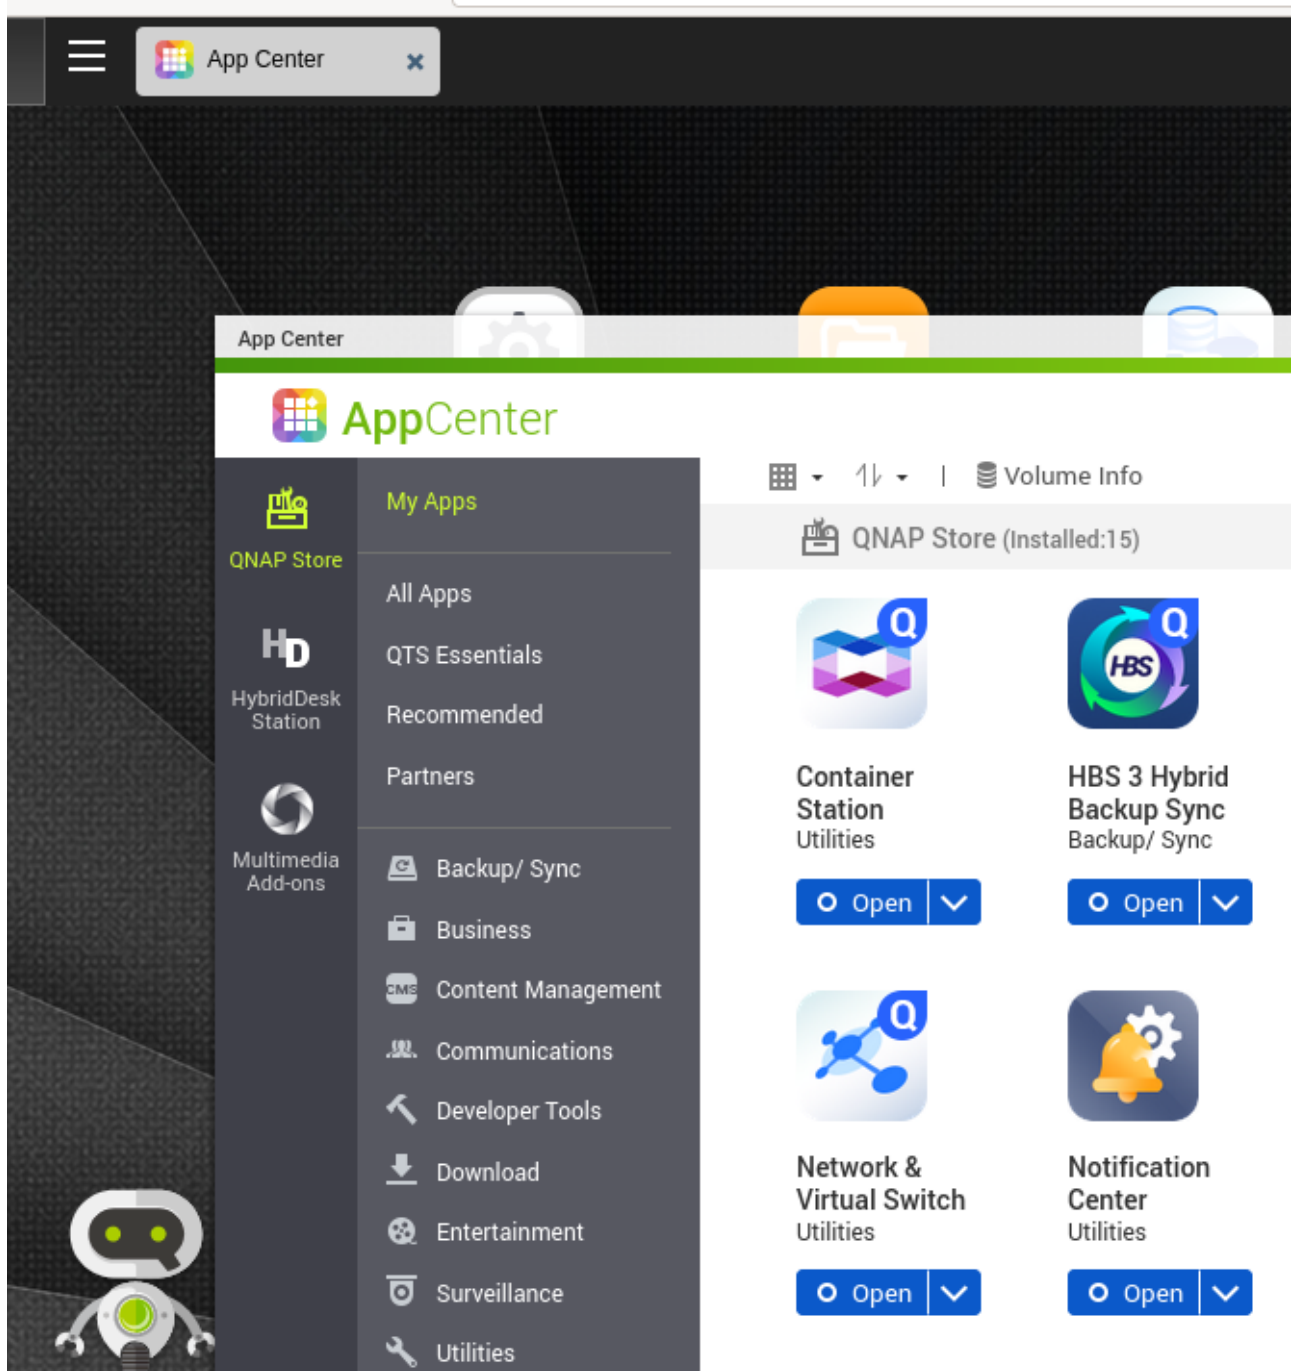 App Center
App Center
AppCenter
QNAP Store
HD
HybridDesk
Station
Multimedia
Add-ons
My Apps
All Apps
QTS Essentials
Recommended
Partners
Backup/ Sync
Business
CMS
Content Management
Communications
Developer Tools
Download
Entertainment
Surveillance
Utilities
Volume Info
QNAP Store (Installed:15)
Q
Container
Station
Utilities
Open
Q
HBS
HBS 3 Hybrid
Backup Sync
Backup/ Sync
Open
Q
Network &
Virtual Switch
Utilities
Open
Notification
Center
Utilities
Open